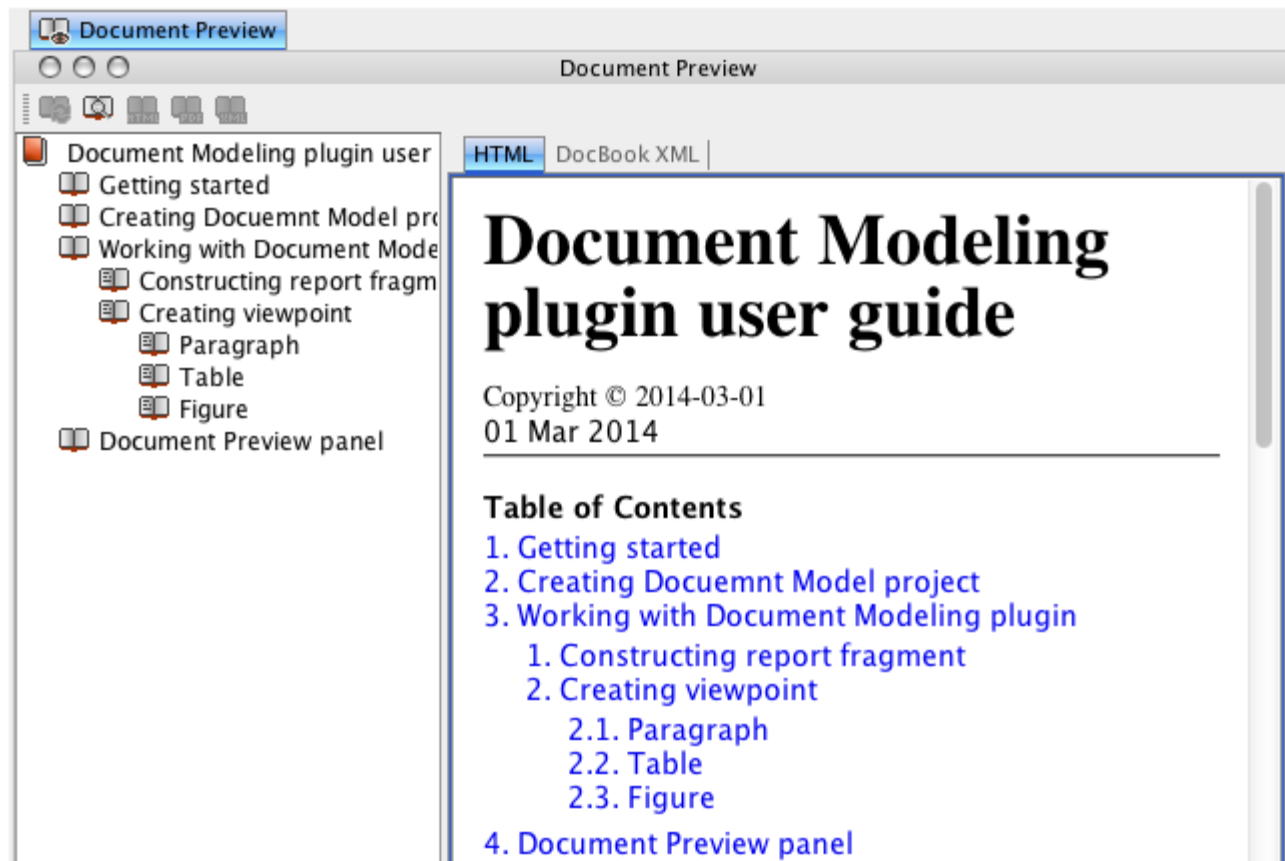 Document Preview
Document Preview
HTML PDF XML
Document Modeling plugin user
Getting started
Creating Docuemnt Model pro
Working with Document Mode
Constructing report fragm
Creating viewpoint
Paragraph
Table
Figure
Document Preview panel
HTML DocBook XML
Document Modeling
plugin user guide
Copyright © 2014-03-01
01 Mar 2014
Table of Contents
1. Getting started
2. Creating Docuemnt Model project
3. Working with Document Modeling plugin
1. Constructing report fragment
2. Creating viewpoint
2.1. Paragraph
2.2. Table
2.3. Figure
4. Document Preview panel